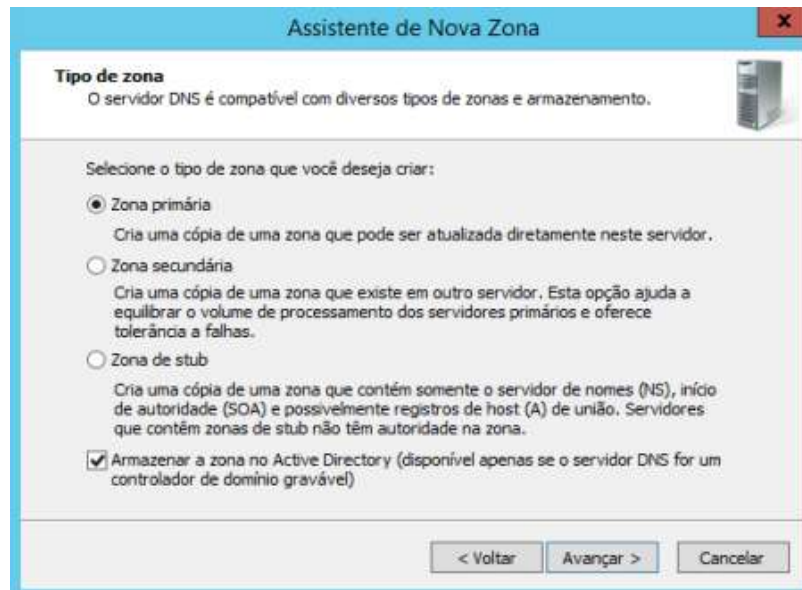 Assistente de Nova Zona
x
Tipo de zona
O servidor DNS é compatível com diversos tipos de zonas e armazenamento.
Selecione o tipo de zona que você deseja criar:
Zona primária
Cria uma cópia de uma zona que pode ser atualizada diretamente neste servidor.
Zona secundária
Cria uma cópia de uma zona que existe em outro servidor. Esta opção ajuda a
equilibrar o volume de processamento dos servidores primários e oferece
tolerância a falhas.
Zona de stub
Cria uma cópia de uma zona que contém somente o servidor de nomes (NS), início
de autoridade (SOA) e possivelmente registros de host (A) de união. Servidores
que contêm zonas de stub não têm autoridade na zona.
Armazenar a zona no Active Directory (disponível apenas se o servidor DNS for um
controlador de domínio gravável)
< Voltar
Avançar >
Cancelar